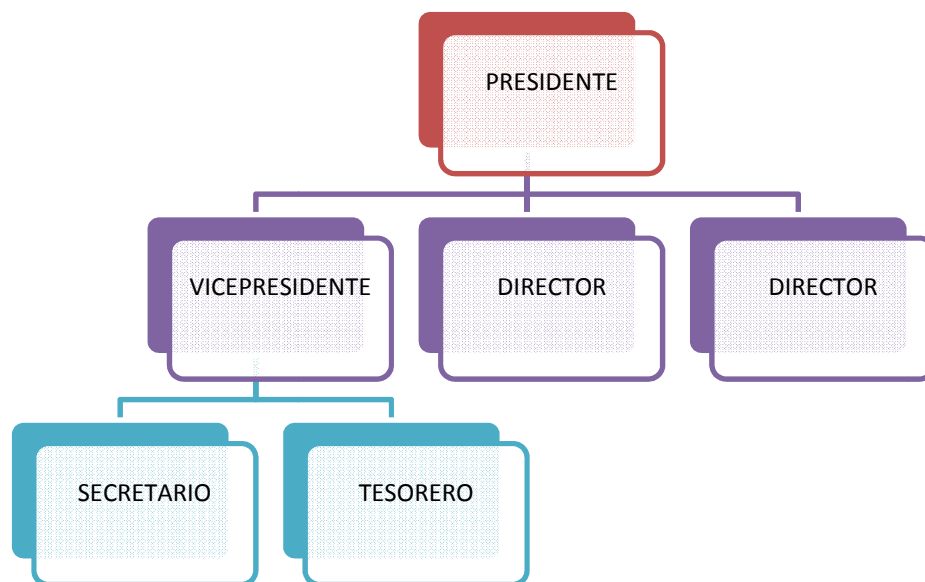 PRESIDENTE
VICEPRESIDENTE
DIRECTOR
DIRECTOR
SECRETARIO
TESORERO